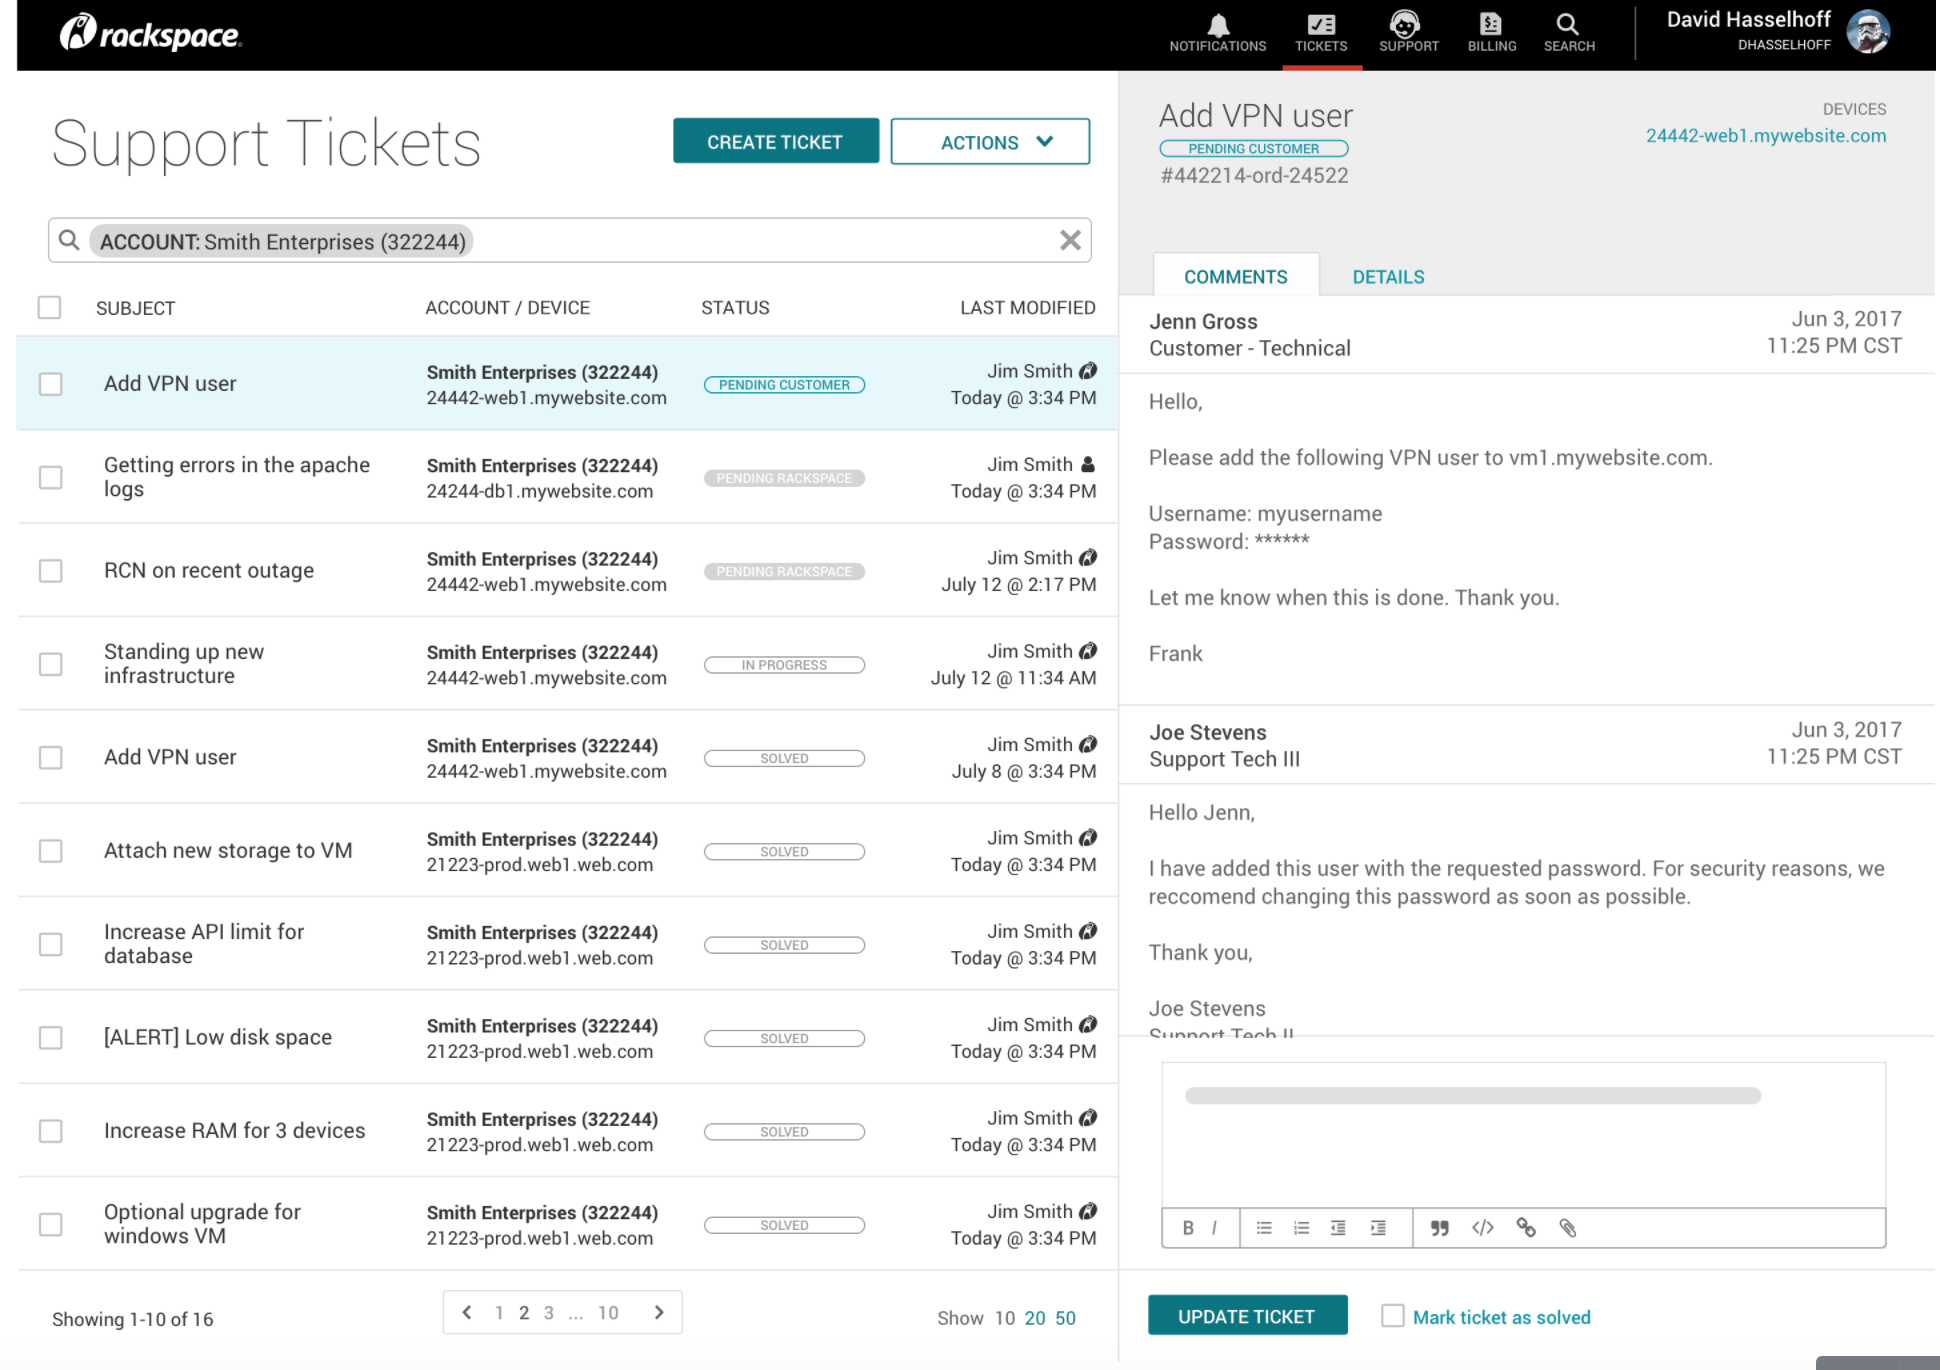 rackspace
NOTIFICATIONS
TICKETS
SUPPORT
BILLING
SEARCH
David Hasselhoff
DHASSELHOFF
Support Tickets
CREATE TICKET
ACTIONS
ACCOUNT: Smith Enterprises (322244)
SUBJECT ACCOUNT / DEVICE STATUS LAST MODIFIED
Add VPN user
Smith Enterprises (322244)
24442-web1.mywebsite.com
PENDING CUSTOMER
Jim Smith
Today @ 3:34 PM
Getting errors in the apache
logs
Smith Enterprises (322244)
24244-db1.mywebsite.com
PENDING RACKSPACE
Jim Smith
Today @ 3:34 PM
RCN on recent outage
Smith Enterprises (322244)
24442-web1.mywebsite.com
PENDING RACKSPACE
Jim Smith
July 12 @ 2:17 PM
Standing up new
infrastructure
Smith Enterprises (322244)
24442-web1.mywebsite.com
IN PROGRESS
Jim Smith
July 12 @ 11:34 AM
Add VPN user
Smith Enterprises (322244)
24442-web1.mywebsite.com
SOLVED
Jim Smith
July 8 @ 3:34 PM
Attach new storage to VM
Smith Enterprises (322244)
21223-prod.web1.web.com
SOLVED
Jim Smith
Today @ 3:34 PM
Increase API limit for
database
Smith Enterprises (322244)
21223-prod.web1.web.com
SOLVED
Jim Smith
Today @ 3:34 PM
[ALERT] Low disk space
Smith Enterprises (322244)
21223-prod.web1.web.com
SOLVED
Jim Smith
Today @ 3:34 PM
Increase RAM for 3 devices
Smith Enterprises (322244)
21223-prod.web1.web.com
SOLVED
Jim Smith
Today @ 3:34 PM
Optional upgrade for
windows VM
Smith Enterprises (322244)
21223-prod.web1.web.com
SOLVED
Jim Smith
Today @ 3:34 PM
Showing 1-10 of 16
1 2 3 ... 10
Show 10 20 50
Add VPN user
PENDING CUSTOMER
#442214-ord-24522
DEVICES
24442-web1.mywebsite.com
COMMENTS
DETAILS
Jenn Gross
Customer - Technical
Jun 3, 2017
11:25 PM CST
Hello,
Please add the following VPN user to vm1.mywebsite.com.
Username: myusername
Password: ******
Let me know when this is done. Thank you.
Frank
Joe Stevens
Support Tech III
Jun 3, 2017
11:25 PM CST
Hello Jenn,
I have added this user with the requested password. For security reasons, we
reccomend changing this password as soon as possible.
Thank you,
Joe Stevens
Support Tech II
B I
UPDATE TICKET
Mark ticket as solved